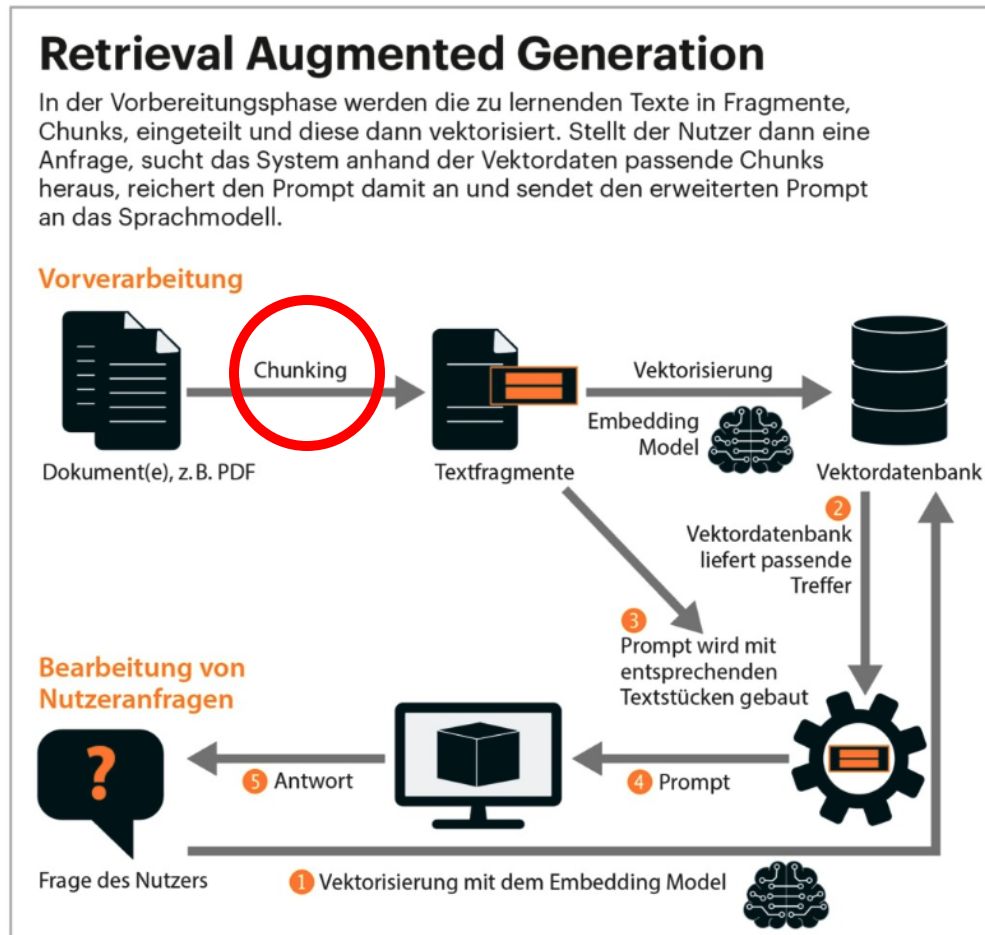 Retrieval Augmented Generation
In der Vorbereitungsphase werden die zu lernenden Texte in Fragmente,
Chunks, eingeteilt und diese dann vektorisiert. Stellt der Nutzer dann eine
Anfrage, sucht das System anhand der Vektordaten passende Chunks
heraus, reichert den Prompt damit an und sendet den erweiterten Prompt
an das Sprachmodell.
Vorverarbeitung
Chunking
Vektorisierung
Embedding
Model
Dokument(e), z. B. PDF
Textfragmente
Vektordatenbank
2
Vektordatenbank
liefert passende
Treffer
3
Prompt wird mit
entsprechenden
Textstücken gebaut
Bearbeitung von
Nutzeranfragen
?
5 Antwort
4 Prompt
Frage des Nutzers
1 Vektorisierung mit dem Embedding Model